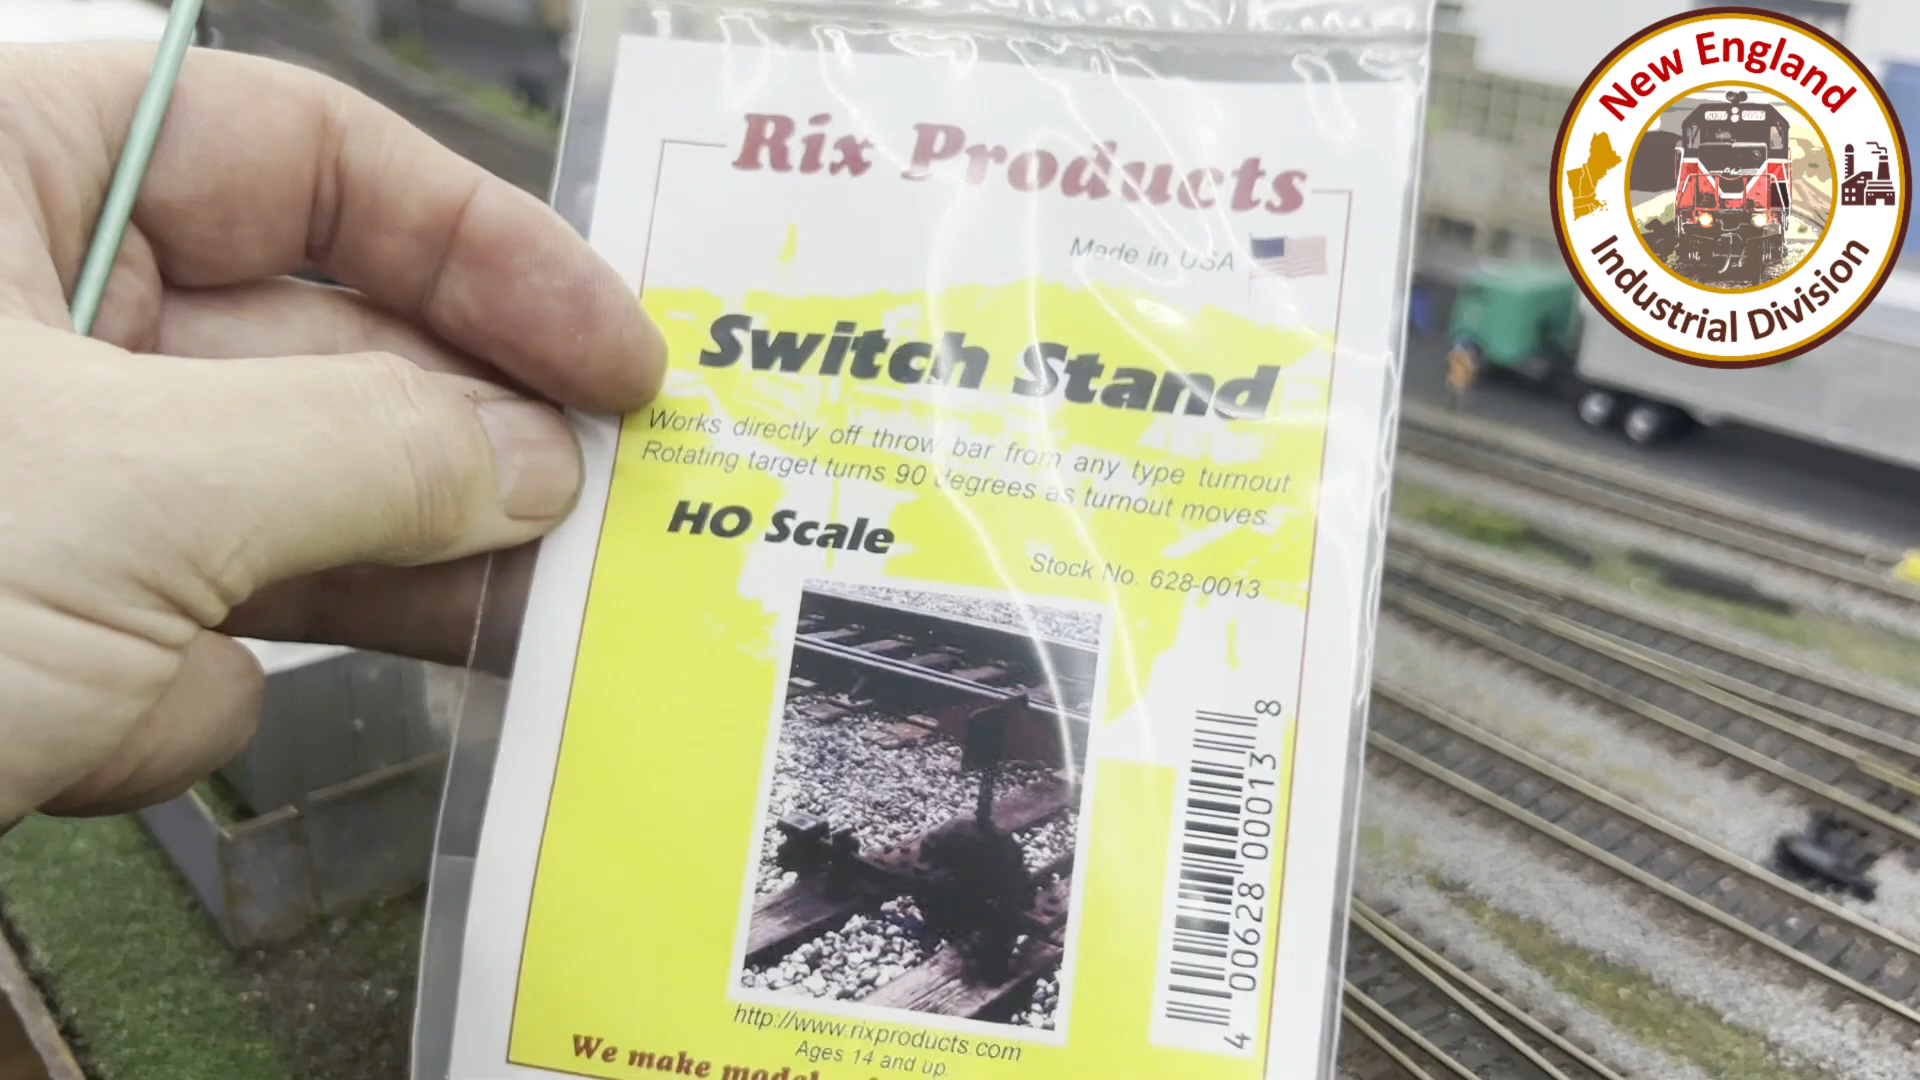 Rix Products
Made in USA
Switch Stand
Works directly off throw bar from any type turnout
Rotating target turns 90 degrees as turnout moves.
HO Scale
Stock No. 628-0013
4 00628 00013 8
http://www.rixproducts.com
Ages 14 and up.
We make model
New England
Industrial Division